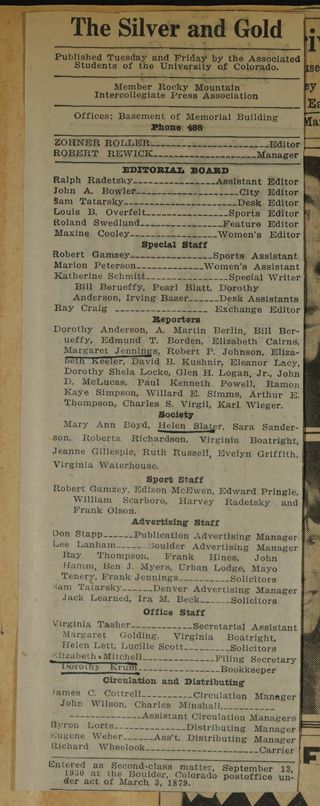 The Silver and Gold
Published Tuesday and Friday by the Associated
Students of the University of Colorado.
Member Rocky Mountain
Intercollegiate Press Association
Offices: Basement of Memorial Building
Phone 488
ZOHNER ROLLER-----Editor
ROBERT REWICK-----Manager
EDITORIAL BOARD
Ralph Radetsky-----Assistant Editor
John A. Bowler-----City Editor
Sam Tatarsky-----Desk Editor
Louis B. Overfelt-----Sports Editor
Roland Swedlund-----Feature Editor
Maxine Cooley-----Women's Editor
Special Staff
Robert Gamzey-----Sports Assistant
Marion Peterson-----Women's Assistant
Katherine Schmitt-----Special Writer
Bill Berueffy, Pearl Blatt, Dorothy
Anderson, Irving Bazer-----Desk Assistants
Ray Craig ----- Exchange Editor
Reporters
Dorothy Anderson, A. Martin Berlin, Bill Ber-
ueffy, Edmund T. Borden, Elizabeth Cairns,
Margaret Jennings, Robert P. Johnson, Eliza-
beth Keeler, David B. Kushnir, Eleanor Lacy,
Dorothy Shela Locke, Glen H. Logan, Jr., John
D. McLucas, Paul Kenneth Powell, Ramon
Kaye Simpson, Willard E. Simms, Arthur E.
Thompson, Charles S. Virgil, Karl Wieger.
Society
Mary Ann Boyd, Helen Slater, Sara Sander-
son, Roberta Richardson, Virginia Boatright,
Jeanne Gillespie, Ruth Russell, Evelyn Griffith,
Virginia Waterhouse.
Sport Staff
Robert Gamzey, Edison McEwen, Edward Pringle,
William Scarboro, Harvey Radetsky and
Frank Olson.
Advertising Staff
Don Stapp-----Publication Advertising Manager
Lee Lanham-----Boulder Advertising Manager
Ray Thompson, Frank Hines, John
Hamm, Ben J. Myers, Urban Lodge, Mayo
Tenery, Frank Jennings-----Solicitors
Sam Tatarsky-----Denver Advertising Manager
Jack Learned, Ira M. Beck-----Solicitors
Office Staff
Virginia Tasher-----Secretarial Assistant
Margaret Golding, Virginia Boatright,
Helen Lett, Lucille Scott-----Solicitors
Elizabeth Mitchell-----Filing Secretary
Dorothy Krum-----Bookkeeper
Circulation and Distributing
James C. Cottrell-----Circulation Manager
John Wilson, Charles Minshall,-----
-----Assistant Circulation Managers
Byron Lorts-----Distributing Manager
Eugene Weber-----Ass't. Distributing Manager
Richard Wheelock-----Carrier
Entered as Second-class matter, September 13,
1930 at the Boulder, Colorado postoffice un-
der act of March 3, 1879.